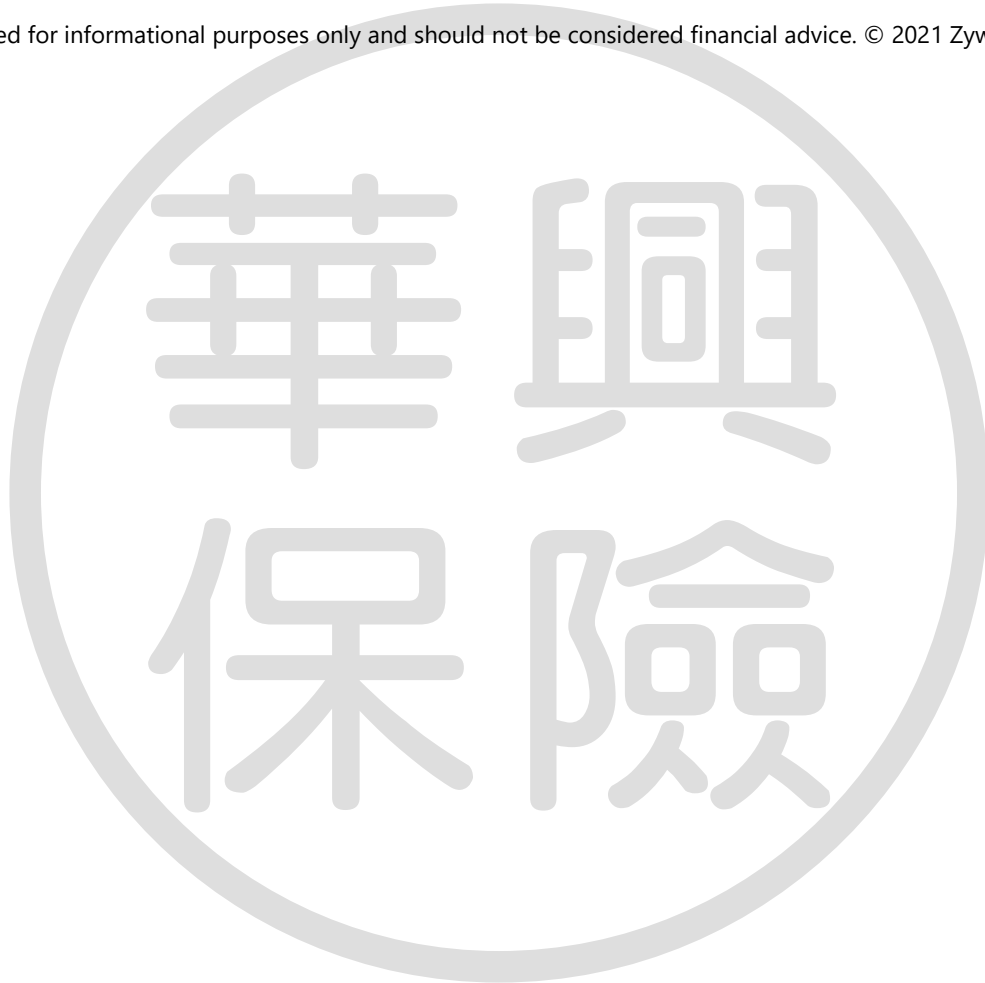 for informational purposes only and should not be considered financial advice. © 2021
華興
保險